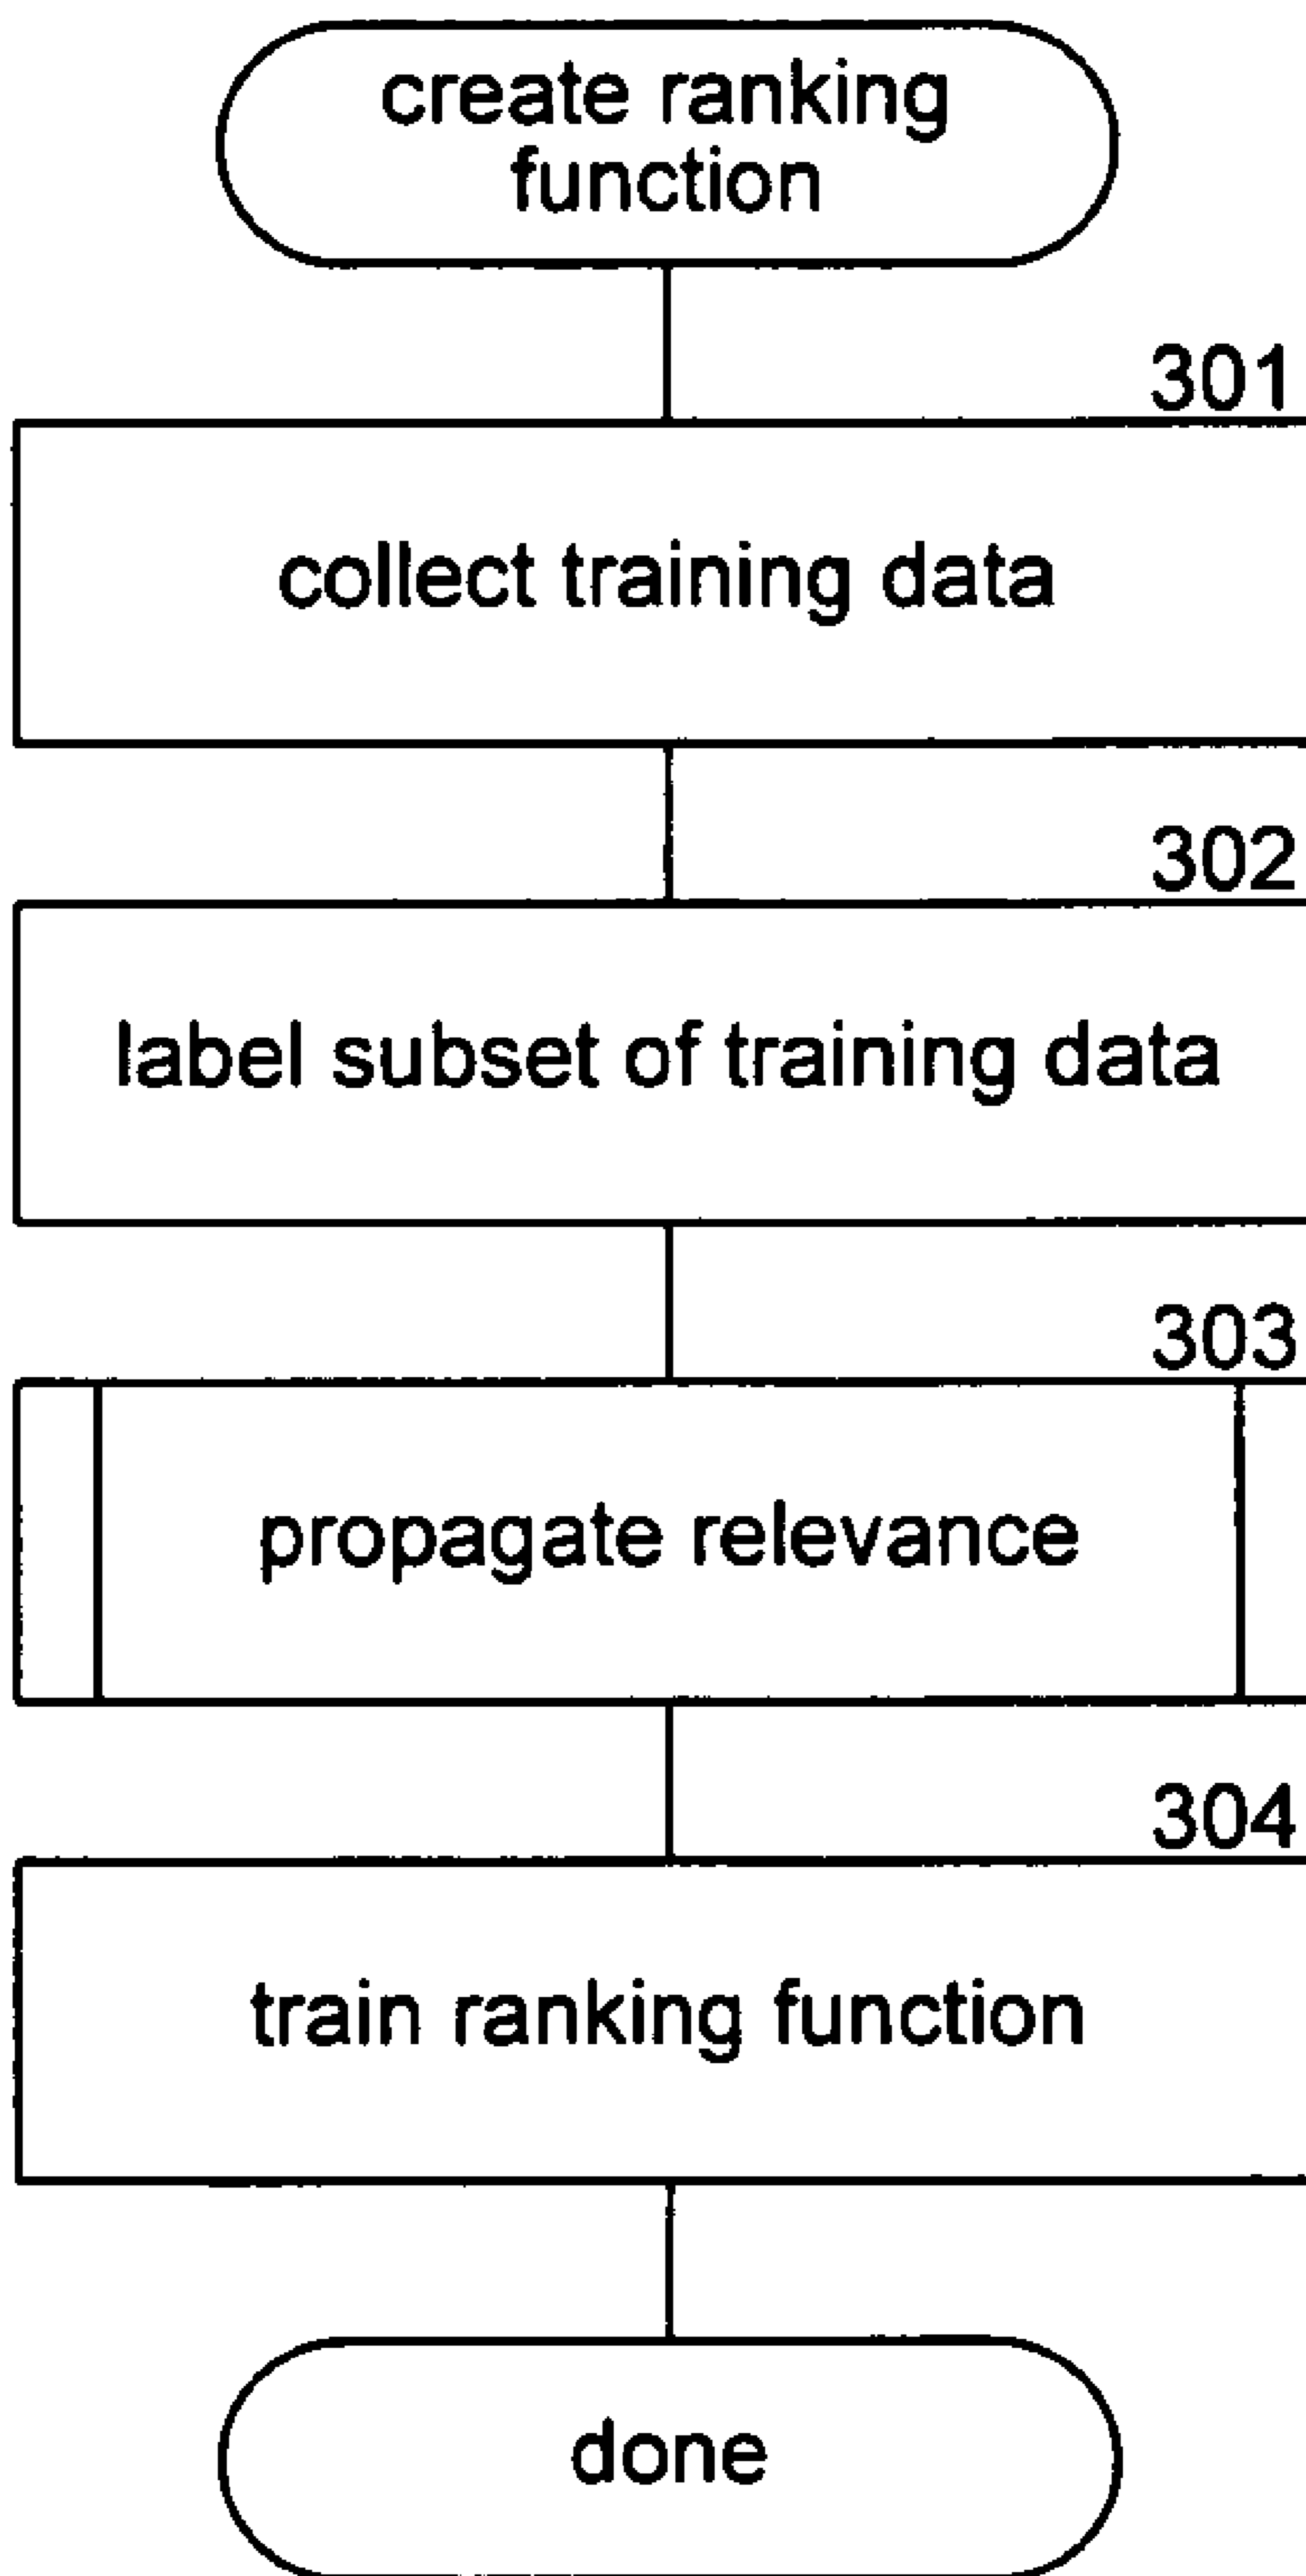 create ranking
function
301
collect training data
302
label subset of training data
303
propagate relevance
304
train ranking function
done